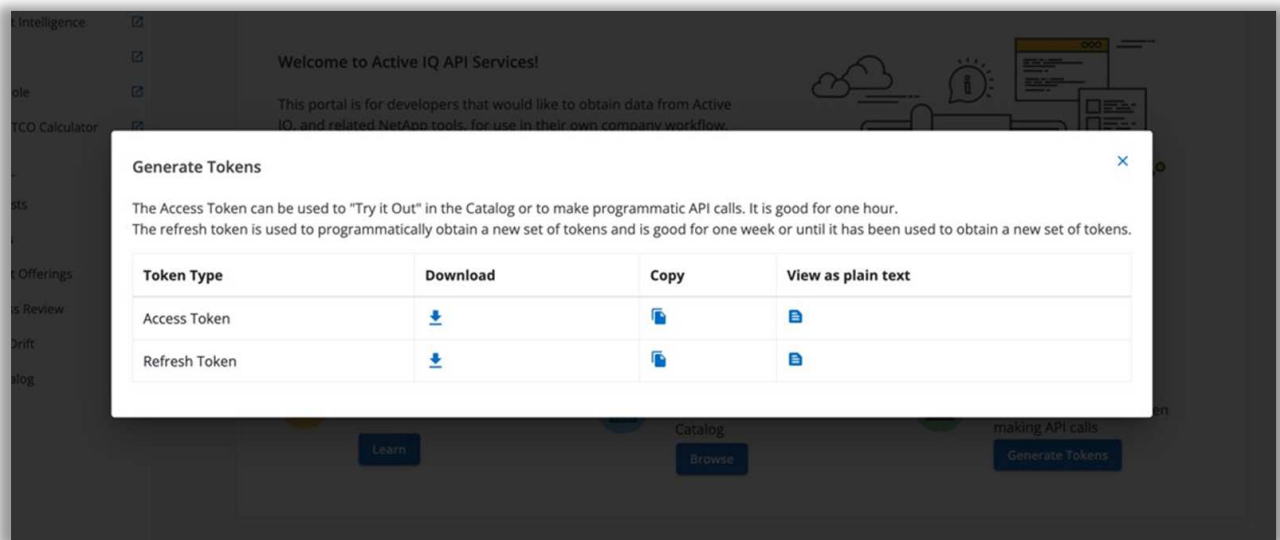 t Intelligence
Welcome to Active IQ API Services!
ole
This portal is for developers that would like to obtain data from Active
TCO Calculator
IQ, and related NetApp tools, for use in their own company workflow.
Generate Tokens
The Access Token can be used to "Try it Out" in the Catalog or to make programmatic API calls. It is good for one hour.
The refresh token is used to programmatically obtain a new set of tokens and is good for one week or until it has been used to obtain a new set of tokens.
Token Type Download Copy View as plain text
Access Token
Refresh Token
sts
t Offerings
s Review
Drift
alog
en
Catalog
making API calls
Learn
Browse
Generate Tokens